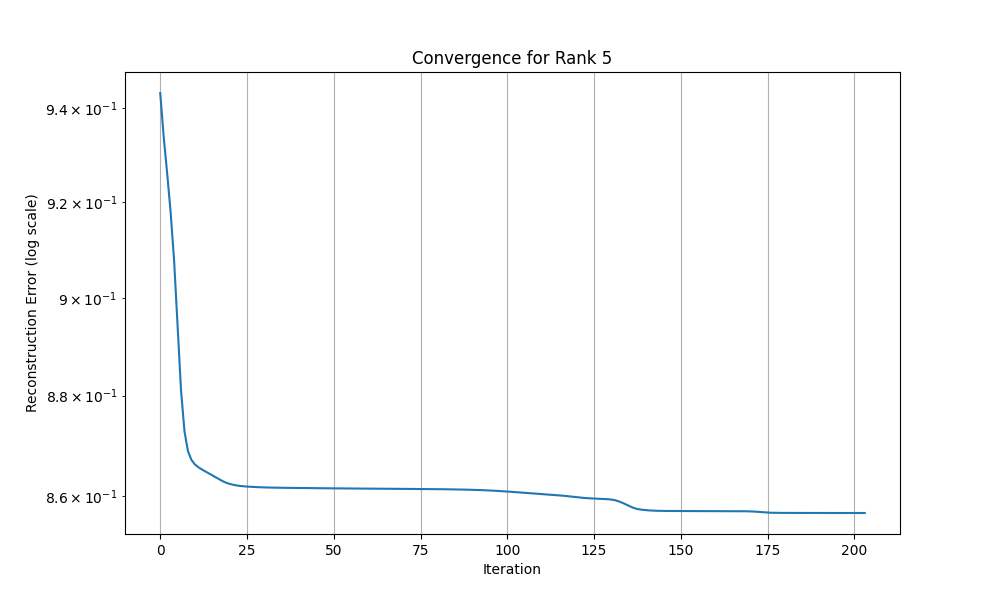 Convergence for Rank 5
Reconstruction Error (log scale)
9.4 × 10⁻¹
9.2 × 10⁻¹
9 × 10⁻¹
8.8 × 10⁻¹
8.6 × 10⁻¹
0 25 50 75 100 125 150 175 200
Iteration